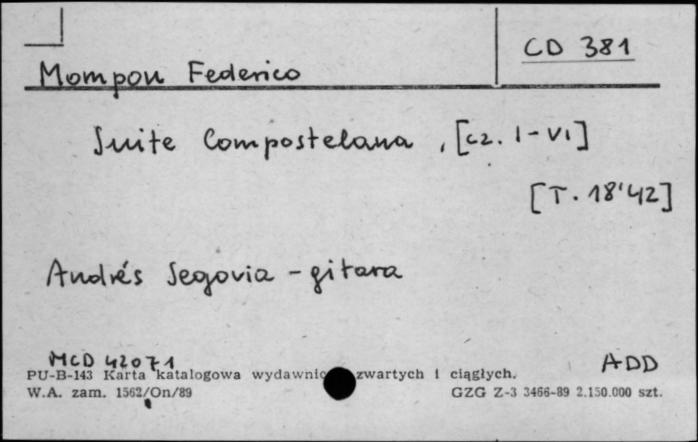 CD 381
Mompou Federico
Suite Compostelana, [cz. I-VI]
[T. 18'42]
Andrés Segovia - gitara
MCD 42071
ADD
PU-B-143 Karta katalogowa wydawnic zwartych i ciągłych.
W.A. zam. 1562/On/89
GZG Z-3 3466-89 2.150.000 szt.